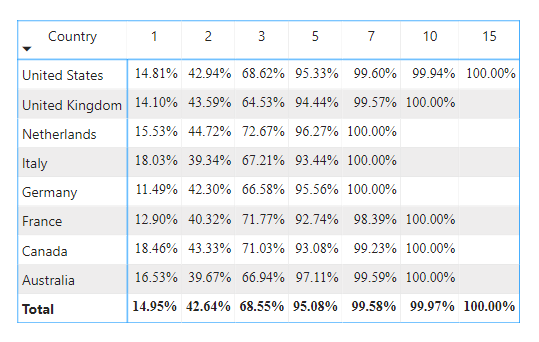 Country 1 2 3 5 7 10 15
United States 14.81% 42.94% 68.62% 95.33% 99.60% 99.94% 100.00%
United Kingdom 14.10% 43.59% 64.53% 94.44% 99.57% 100.00%
Netherlands 15.53% 44.72% 72.67% 96.27% 100.00%
Italy 18.03% 39.34% 67.21% 93.44% 100.00%
Germany 11.49% 42.30% 66.58% 95.56% 100.00%
France 12.90% 40.32% 71.77% 92.74% 98.39% 100.00%
Canada 18.46% 43.33% 71.03% 93.08% 99.23% 100.00%
Australia 16.53% 39.67% 66.94% 97.11% 99.59% 100.00%
Total 14.95% 42.64% 68.55% 95.08% 99.58% 99.97% 100.00%